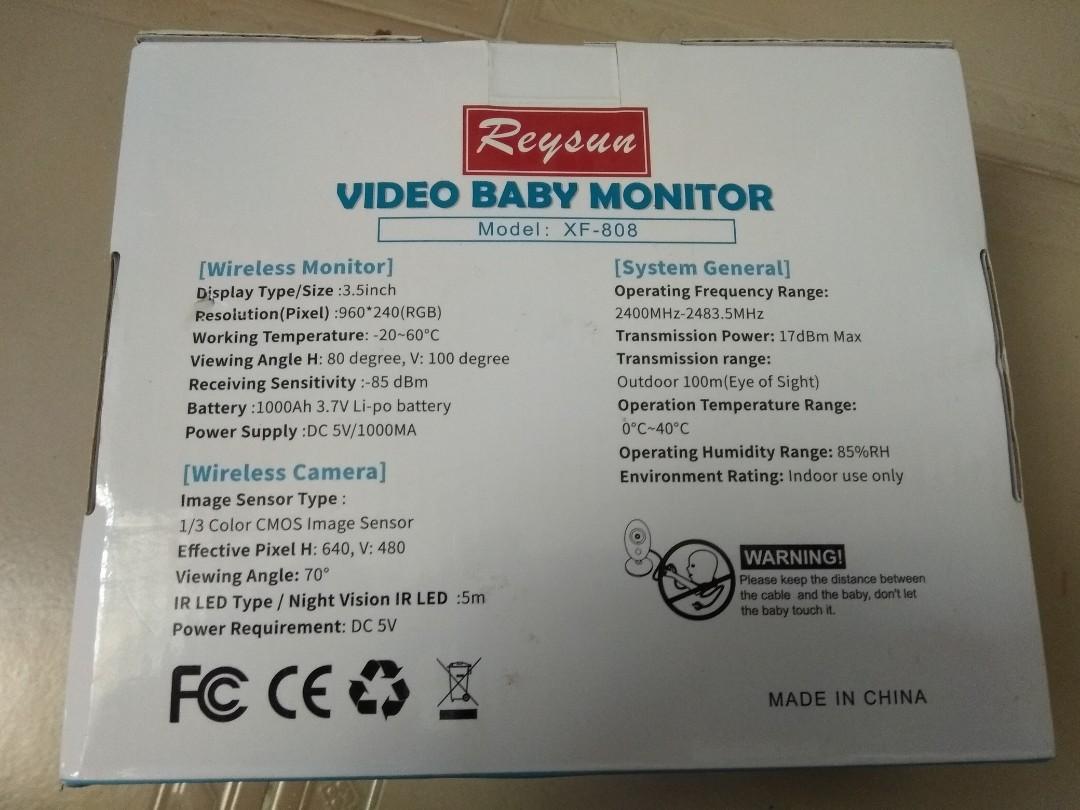 Reysun
VIDEO BABY MONITOR
Model: XF-808
[Wireless Monitor]
Display Type/Size :3.5inch
Resolution(Pixel) :960*240(RGB)
Working Temperature: -20~60°C
Viewing Angle H: 80 degree, V: 100 degree
Receiving Sensitivity :-85 dBm
Battery :1000Ah 3.7V Li-po battery
Power Supply :DC 5V/1000MA
[Wireless Camera]
Image Sensor Type :
1/3 Color CMOS Image Sensor
Effective Pixel H: 640, V: 480
Viewing Angle: 70°
IR LED Type / Night Vision IR LED :5m
Power Requirement: DC 5V
FC CE
[System General]
Operating Frequency Range:
2400MHz-2483.5MHz
Transmission Power: 17dBm Max
Transmission range:
Outdoor 100m(Eye of Sight)
Operation Temperature Range:
0°C~40°C
Operating Humidity Range: 85%RH
Environment Rating: Indoor use only
WARNING!
Please keep the distance between
the cable and the baby, don't let
the baby touch it.
MADE IN CHINA